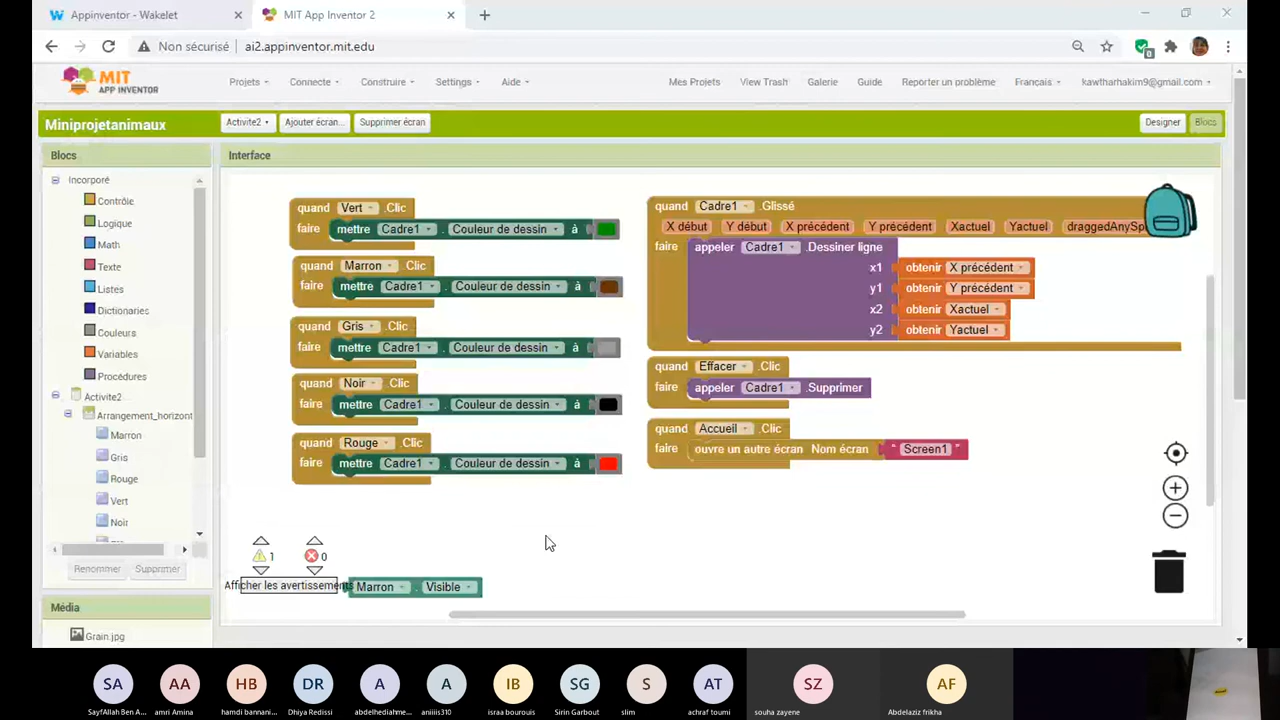 Appinventor - Wakelet
MIT App Inventor 2
Non sécurisé
ai2.appinventor.mit.edu
0
MIT
APP INVENTOR
Projets
Connecte
Construire
Settings
Aide
Mes Projets
View Trash
Galerie
Guide
Reporter un problème
Français
kawtharhakim9@gmail.com
Miniprojetanimaux
Activite2
Ajouter écran...
Supprimer écran
Designer
Blocs
Blocs
Interface
Incorporé
Contrôle
Logique
Math
Texte
Listes
Dictionaries
Couleurs
Variables
Procédures
Activite2
Arrangement_horizont
Marron
Gris
Rouge
Vert
Noir
Renommer
Supprimer
Média
Grain.jpg
quand Vert .Clic
faire mettre Cadre1 . Couleur de dessin à
quand Marron .Clic
faire mettre Cadre1 . Couleur de dessin à
quand Gris .Clic
faire mettre Cadre1 . Couleur de dessin à
quand Noir .Clic
faire mettre Cadre1 . Couleur de dessin à
quand Rouge .Clic
faire mettre Cadre1 . Couleur de dessin à
quand Cadre1 .Glissé
X début Y début X précédent Y précédent Xactuel Yactuel draggedAnySp
faire appeler Cadre1 .Dessiner ligne
x1 obtenir X précédent
y1 obtenir Y précédent
x2 obtenir Xactuel
y2 obtenir Yactuel
quand Effacer .Clic
faire appeler Cadre1 .Supprimer
quand Accueil .Clic
faire ouvre un autre écran Nom écran " Screen1 "
1
0
Afficher les avertissements
Marron . Visible
SA
AA
HB
DR
A
A
IB
SG
S
AT
SZ
AF
SayfAllah Ben A...
amri Amina
hamdi bannani...
Dhiya Redissi
abdelhediahme...
aniiiis310
israa bourouis
Sirin Garbout
slim
achraf toumi
souha zayene
Abdelaziz frikha